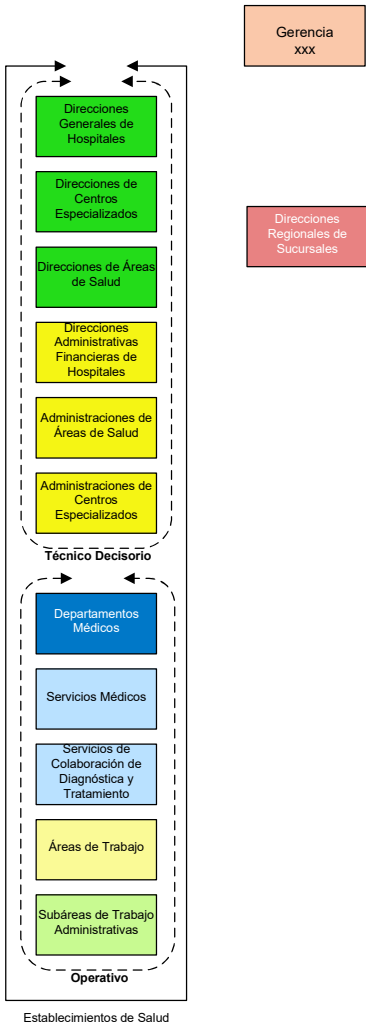 Gerencia
xxx
Direcciones
Generales de
Hospitales
Direcciones de
Centros
Especializados
Direcciones
Regionales de
Sucursales
Direcciones de Áreas
de Salud
Direcciones
Administrativas
Financieras de
Hospitales
Administraciones de
Áreas de Salud
Administraciones de
Centros
Especializados
Técnico Decisorio
Departamentos
Médicos
Servicios Médicos
Servicios de
Colaboración de
Diagnóstica y
Tratamiento
Áreas de Trabajo
Subáreas de Trabajo
Administrativas
Operativo
Establecimientos de Salud